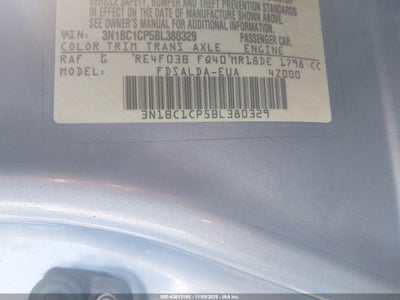 VEHICLE SAFETY, BUMPER, AND
THEFT PREVENTION STANDARDS IN
EFFECT ON THE DATE OF
MANUFACTURE SHOWN ABOVE.
SEE OWNER'S MANUAL FOR
ADDITIONAL INFORMATION.
VIN: 3N1BC1CP5BL380329 PASSENGER CAR
COLOR TRIM TRANS AXLE ENGINE
RAF G RE4F03B FQ40 MR18DE 1798 CC
FDSALDA-EUA 4Z000
3N1BC1CP5BL380329